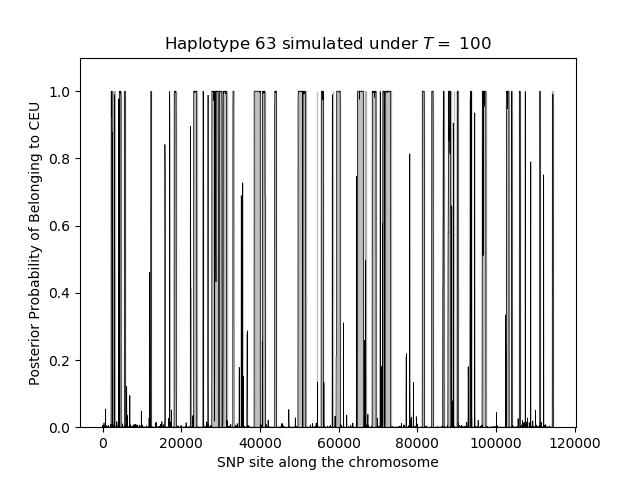 Haplotype 63 simulated under T = 100
Posterior Probability of Belonging to CEU
1.0
0.8
0.6
0.4
0.2
0.0
0 20000 40000 60000 80000 100000 120000
SNP site along the chromosome